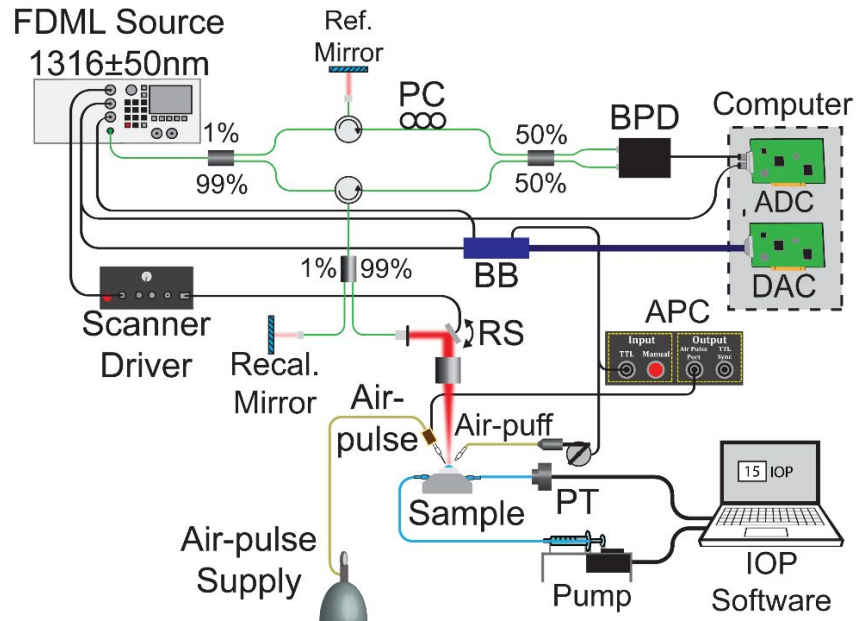 FDML Source
1316±50nm
Ref.
Mirror
PC
1%
99%
50%
50%
BPD
Computer
ADC
DAC
BB
1%
99%
Scanner
Driver
RS
Recal.
Mirror
APC
Input
Output
TTL
Manual
Air Pulse
Port
TTL
Sync
Air-
pulse
Air-puff
15 IOP
Sample
PT
Air-pulse
Supply
Pump
IOP
Software